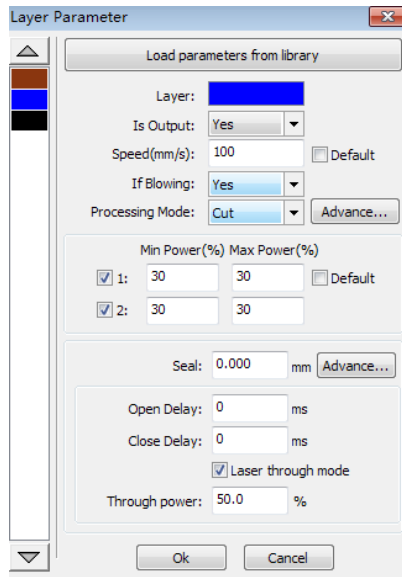 Layer Parameter
Load parameters from library
Layer:
Is Output: Yes
Speed(mm/s): 100 Default
If Blowing: Yes
Processing Mode: Cut Advance...
Min Power(%) Max Power(%)
1: 30 30 Default
2: 30 30
Seal: 0.000 mm Advance...
Open Delay: 0 ms
Close Delay: 0 ms
Laser through mode
Through power: 50.0 %
Ok Cancel